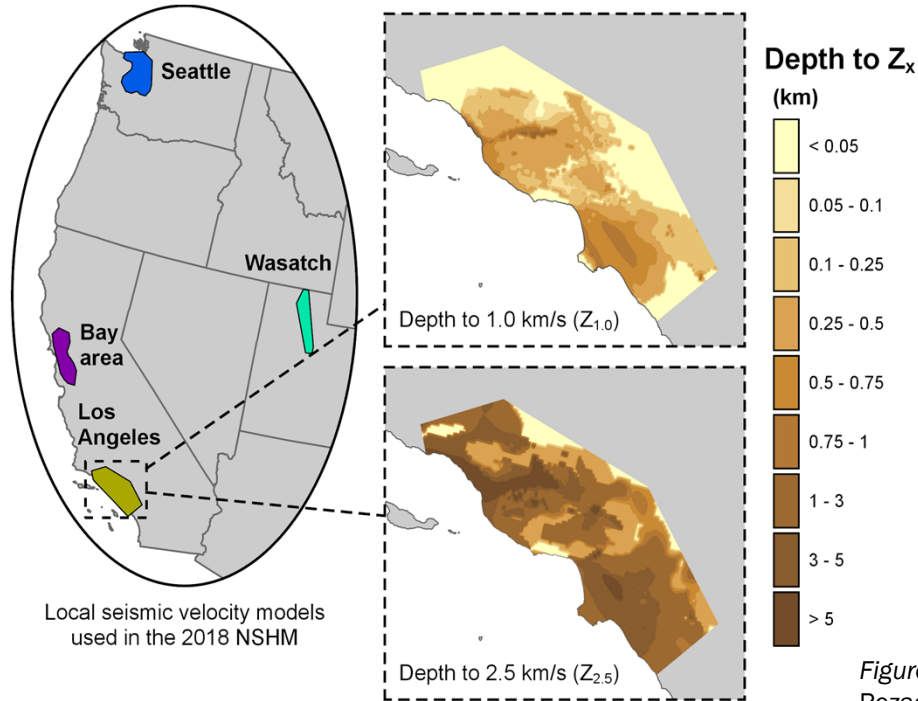 Seattle
Wasatch
Bay
area
Los
Angeles
Local seismic velocity models
used in the 2018 NSHM
Depth to 1.0 km/s (Z1.0)
Depth to 2.5 km/s (Z2.5)
Depth to Zx
(km)
< 0.05
0.05 - 0.1
0.1 - 0.25
0.25 - 0.5
0.5 - 0.75
0.75 - 1
1 - 3
3 - 5
> 5
Figure